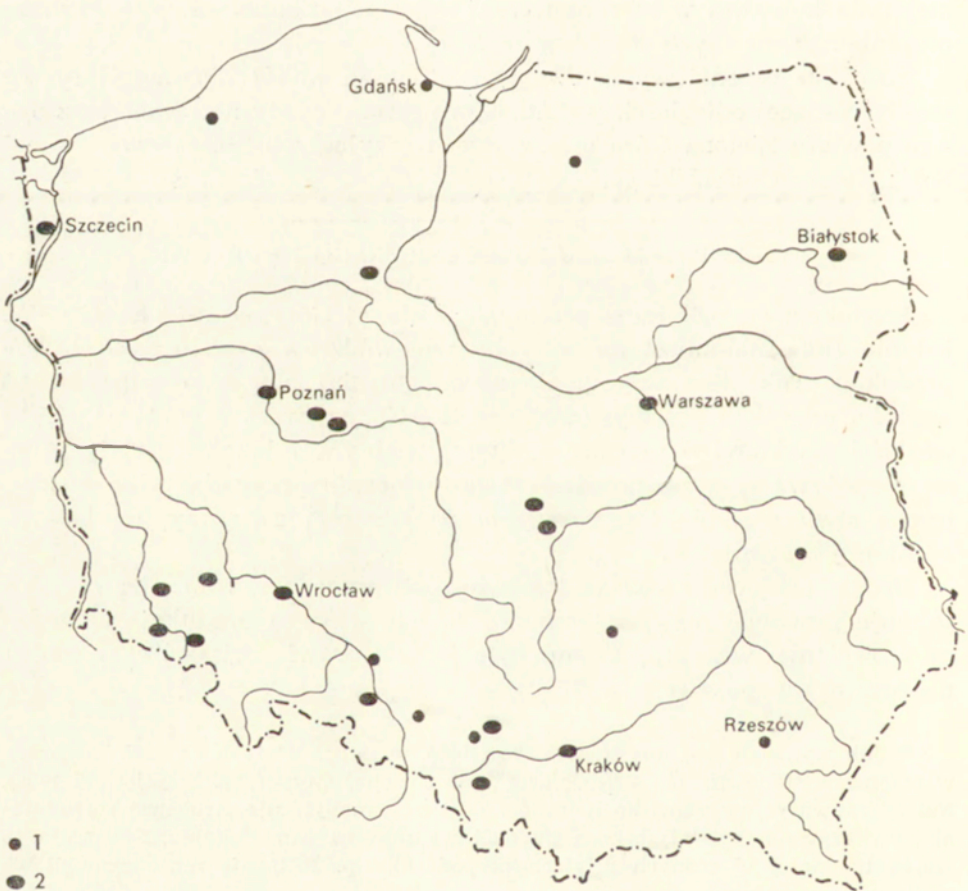 Gdańsk
Szczecin
Białystok
Poznań
Warszawa
Wrocław
Rzeszów
Kraków
1
2